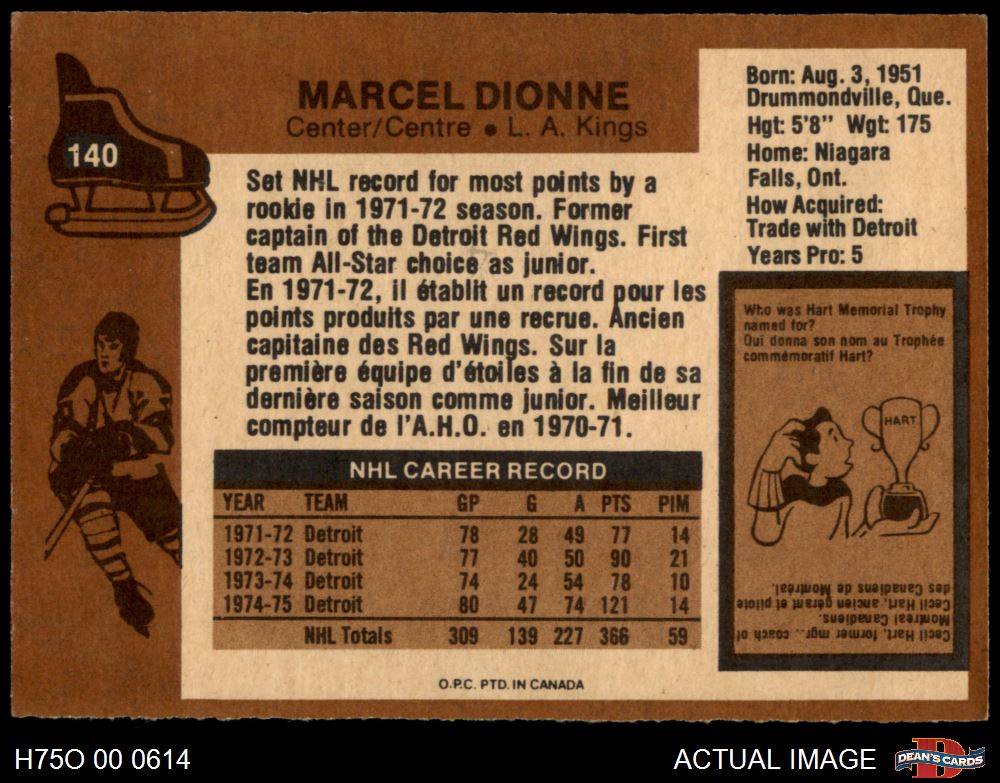 140
MARCEL DIONNE
Center/Centre • L. A. Kings
Set NHL record for most points by a
rookie in 1971-72 season. Former
captain of the Detroit Red Wings. First
team All-Star choice as junior.
En 1971-72, il établit un record pour les
points produits par une recrue. Ancien
capitaine des Red Wings. Sur la
première équipe d'étoiles à la fin de sa
dernière saison comme junior. Meilleur
compteur de l'A.H.O. en 1970-71.
Born: Aug. 3, 1951
Drummondville, Que.
Hgt: 5'8" Wgt: 175
Home: Niagara
Falls, Ont.
How Acquired:
Trade with Detroit
Years Pro: 5
Who was Hart Memorial Trophy
named for?
Qui donna son nom au Trophée
commémoratif Hart?
HART
Cecil Hart, former mgr.. coach of
Montreal Canadiens.
Cecil Hart, ancien gérant et pilote
des Canadiens de Montréal.
NHL CAREER RECORD
YEAR TEAM GP G A PTS PIM
1971-72 Detroit 78 28 49 77 14
1972-73 Detroit 77 40 50 90 21
1973-74 Detroit 74 24 54 78 10
1974-75 Detroit 80 47 74 121 14
NHL Totals 309 139 227 366 59
O.P.C. PTD. IN CANADA
H75O 00 0614
ACTUAL IMAGE
D
DEAN'S CARDS